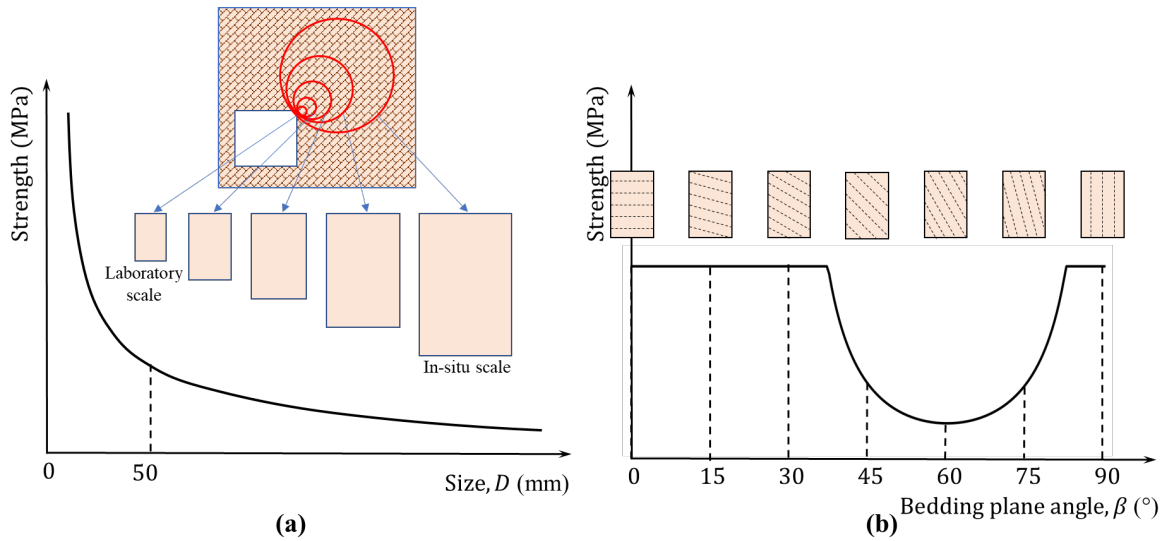 Strength (MPa)
Laboratory
scale
In-situ scale
0
50
Size, D (mm)
(a)
Strength (MPa)
0
15
30
45
60
75
90
Bedding plane angle, β (°)
(b)